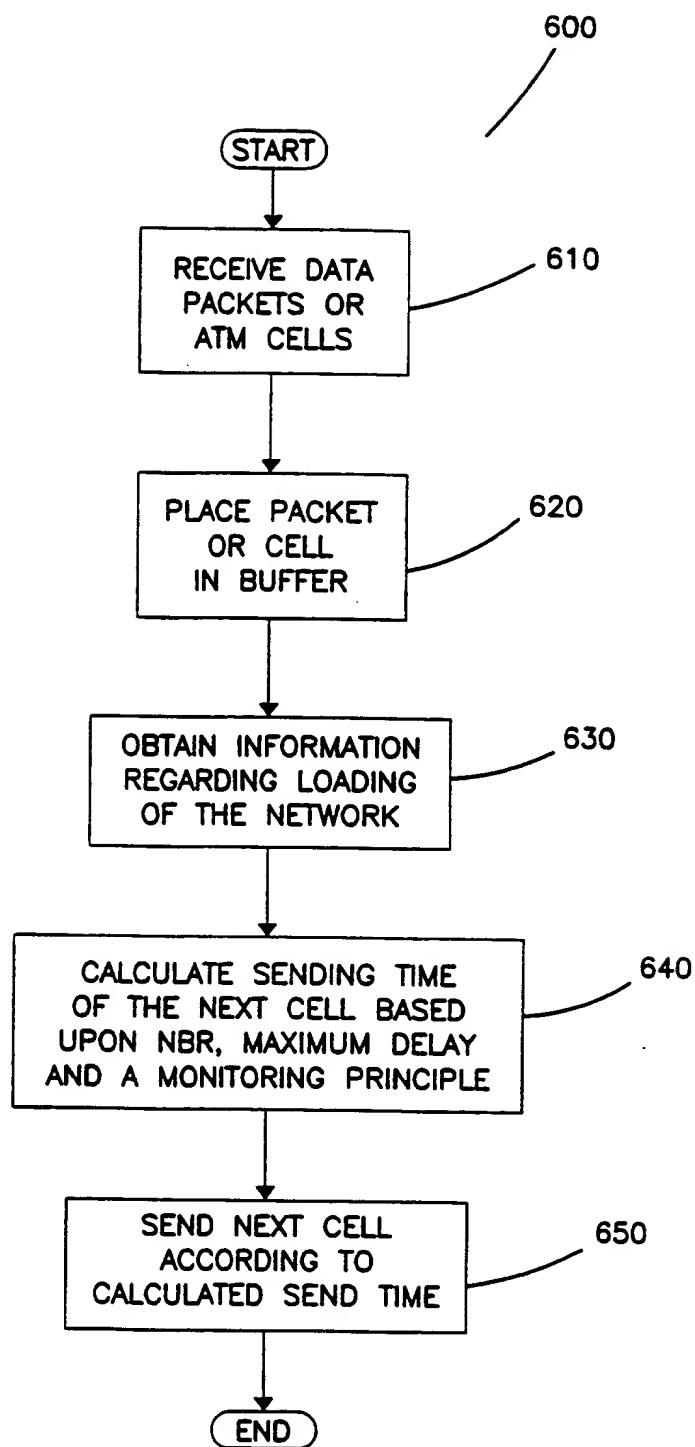 600
START
RECEIVE DATA
PACKETS OR
ATM CELLS
610
PLACE PACKET
OR CELL
IN BUFFER
620
OBTAIN INFORMATION
REGARDING LOADING
OF THE NETWORK
630
CALCULATE SENDING TIME
OF THE NEXT CELL BASED
UPON NBR, MAXIMUM DELAY
AND A MONITORING PRINCIPLE
640
SEND NEXT CELL
ACCORDING TO
CALCULATED SEND TIME
650
END